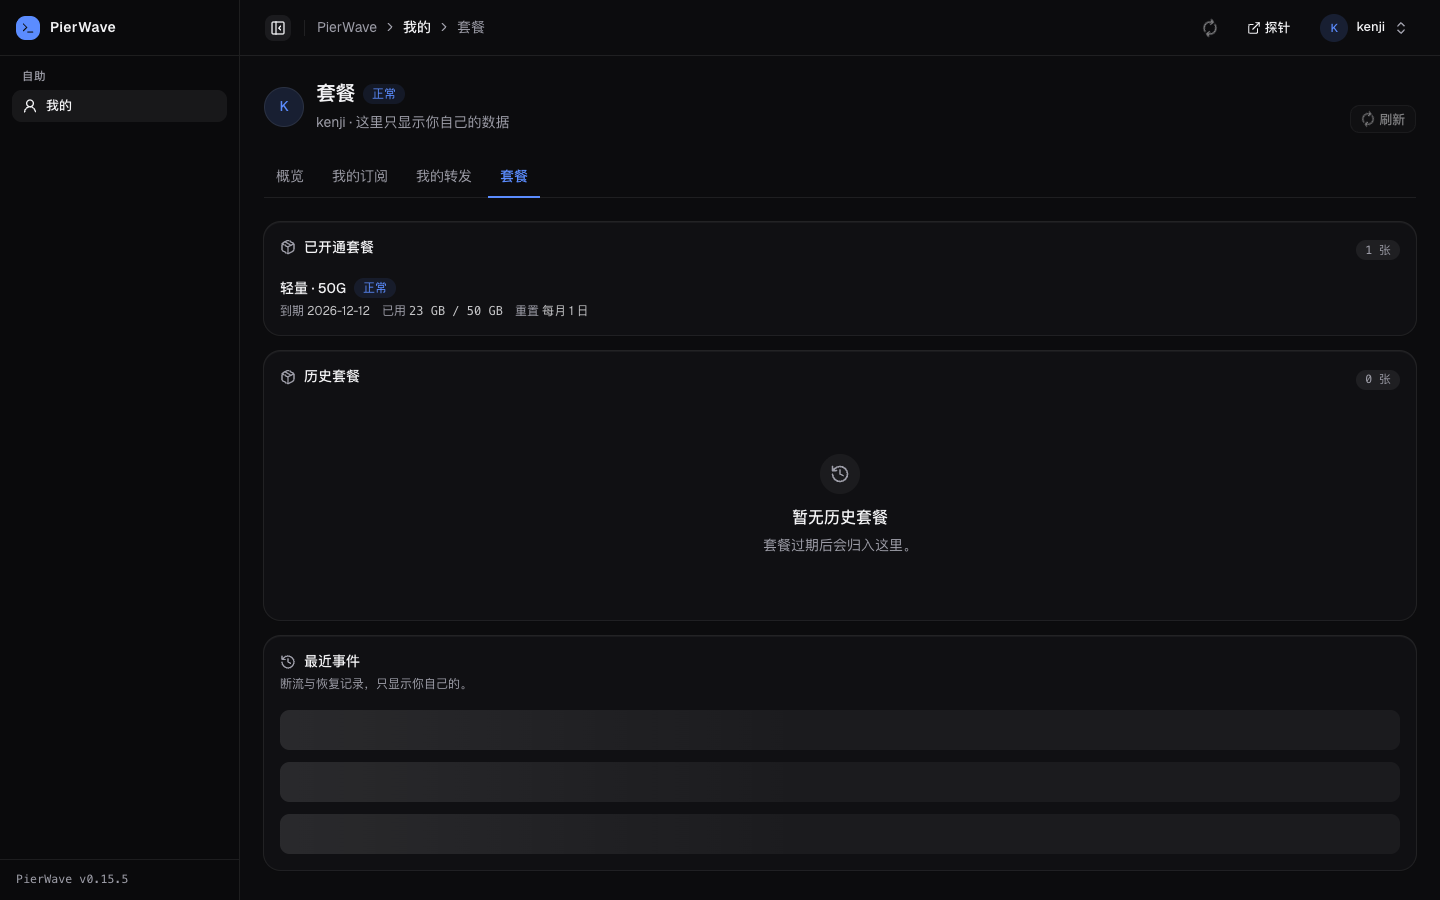 PierWave
PierWave > 我的 > 套餐
探针
K
kenji
自助
我的
K
套餐
正常
kenji · 这里只显示你自己的数据
刷新
概览
我的订阅
我的转发
套餐
已开通套餐
1 张
轻量 · 50G
正常
到期 2026-12-12 已用 23 GB / 50 GB 重置 每月 1 日
历史套餐
0 张
暂无历史套餐
套餐过期后会归入这里。
最近事件
断流与恢复记录，只显示你自己的。
PierWave v0.15.5